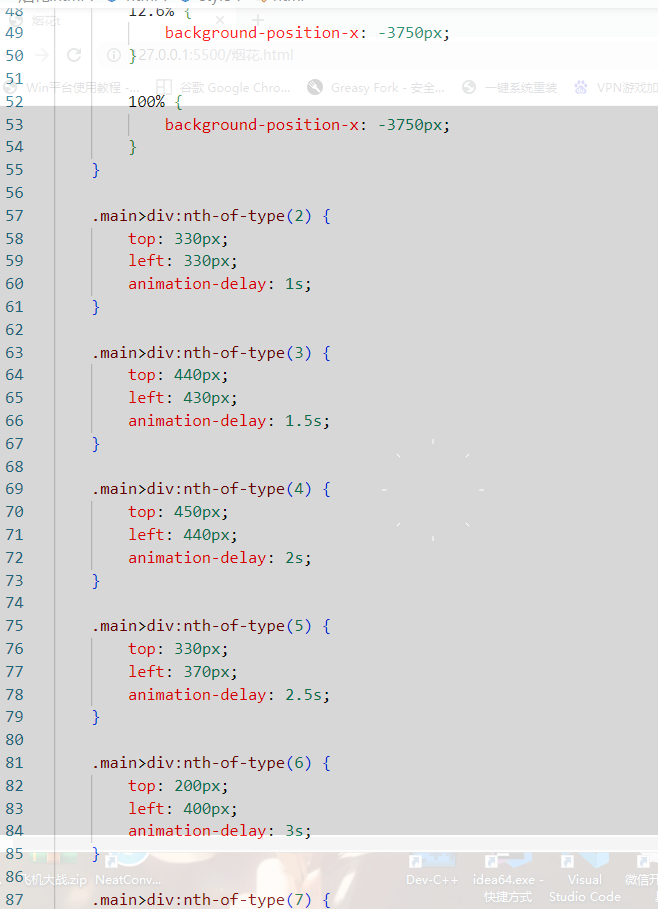 48 12.6% {
49 background-position-x: -3750px;
50 }
127.0.0.1:5500/烟花.html
51
Win平台使用教程 -... 谷歌 Google Chro... Greasy Fork - 安全... 一键系统重装 VPN游戏加
52 100% {
53 background-position-x: -3750px;
54 }
55 }
56
57 .main>div:nth-of-type(2) {
58 top: 330px;
59 left: 330px;
60 animation-delay: 1s;
61 }
62
63 .main>div:nth-of-type(3) {
64 top: 440px;
65 left: 430px;
66 animation-delay: 1.5s;
67 }
68
69 .main>div:nth-of-type(4) {
70 top: 450px;
71 left: 440px;
72 animation-delay: 2s;
73 }
74
75 .main>div:nth-of-type(5) {
76 top: 330px;
77 left: 370px;
78 animation-delay: 2.5s;
79 }
80
81 .main>div:nth-of-type(6) {
82 top: 200px;
83 left: 400px;
84 animation-delay: 3s;
85 }
机大战.zip NeatConv... Dev-C++ idea64.exe - 快捷方式 Visual Studio Code 微信开
86
87 .main>div:nth-of-type(7) {